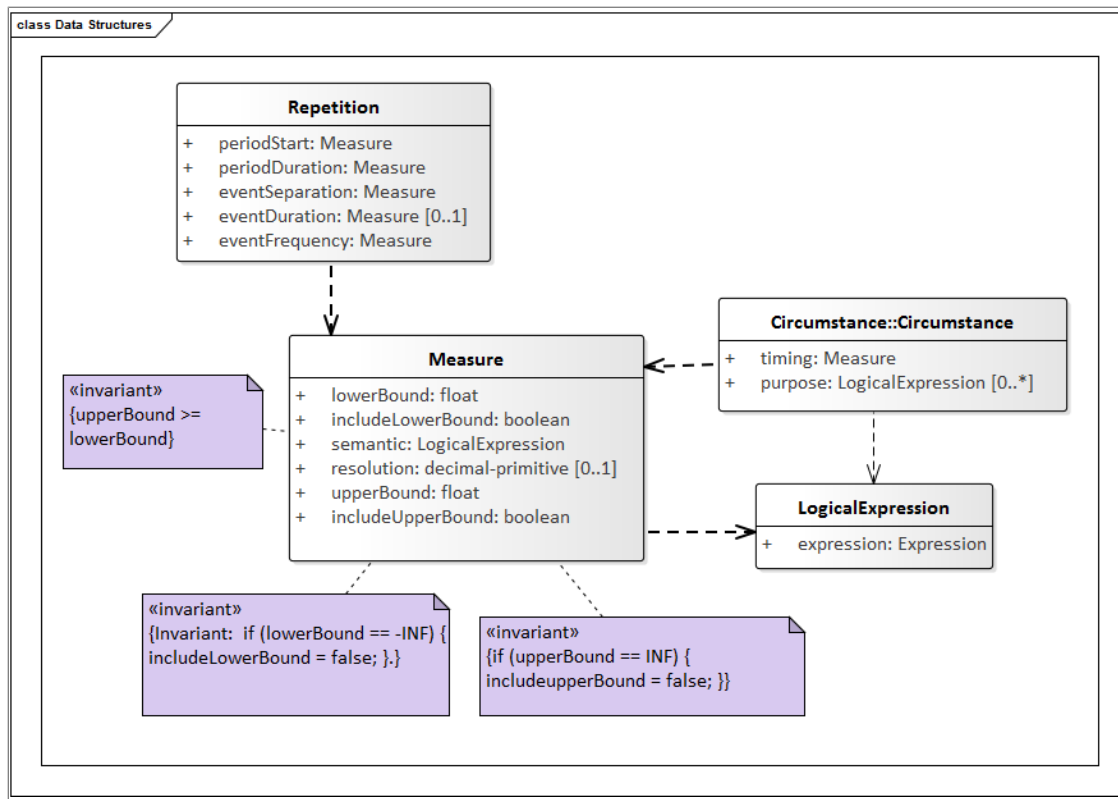 class Data Structures
Repetition
+ periodStart: Measure
+ periodDuration: Measure
+ eventSeparation: Measure
+ eventDuration: Measure [0..1]
+ eventFrequency: Measure
Circumstance::Circumstance
+ timing: Measure
+ purpose: LogicalExpression [0..*]
Measure
+ lowerBound: float
+ includeLowerBound: boolean
+ semantic: LogicalExpression
+ resolution: decimal-primitive [0..1]
+ upperBound: float
+ includeUpperBound: boolean
«invariant»
{upperBound >=
lowerBound}
LogicalExpression
+ expression: Expression
«invariant»
{Invariant:  if (lowerBound == -INF) {
includeLowerBound = false; }.}
«invariant»
{if (upperBound == INF) {
includeupperBound = false; }}